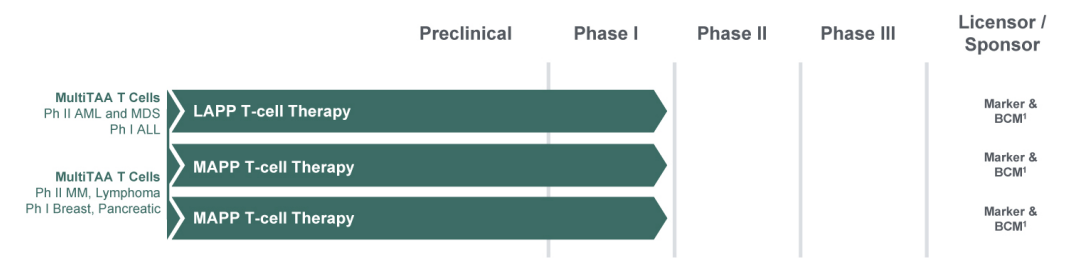 Preclinical Phase I Phase II Phase III Licensor /
Sponsor
MultiTAA T Cells
Ph II AML and MDS
Ph I ALL
LAPP T-cell Therapy
Marker &
BCM¹
MultiTAA T Cells
Ph II MM, Lymphoma
Ph I Breast, Pancreatic
MAPP T-cell Therapy
Marker &
BCM¹
MAPP T-cell Therapy
Marker &
BCM¹